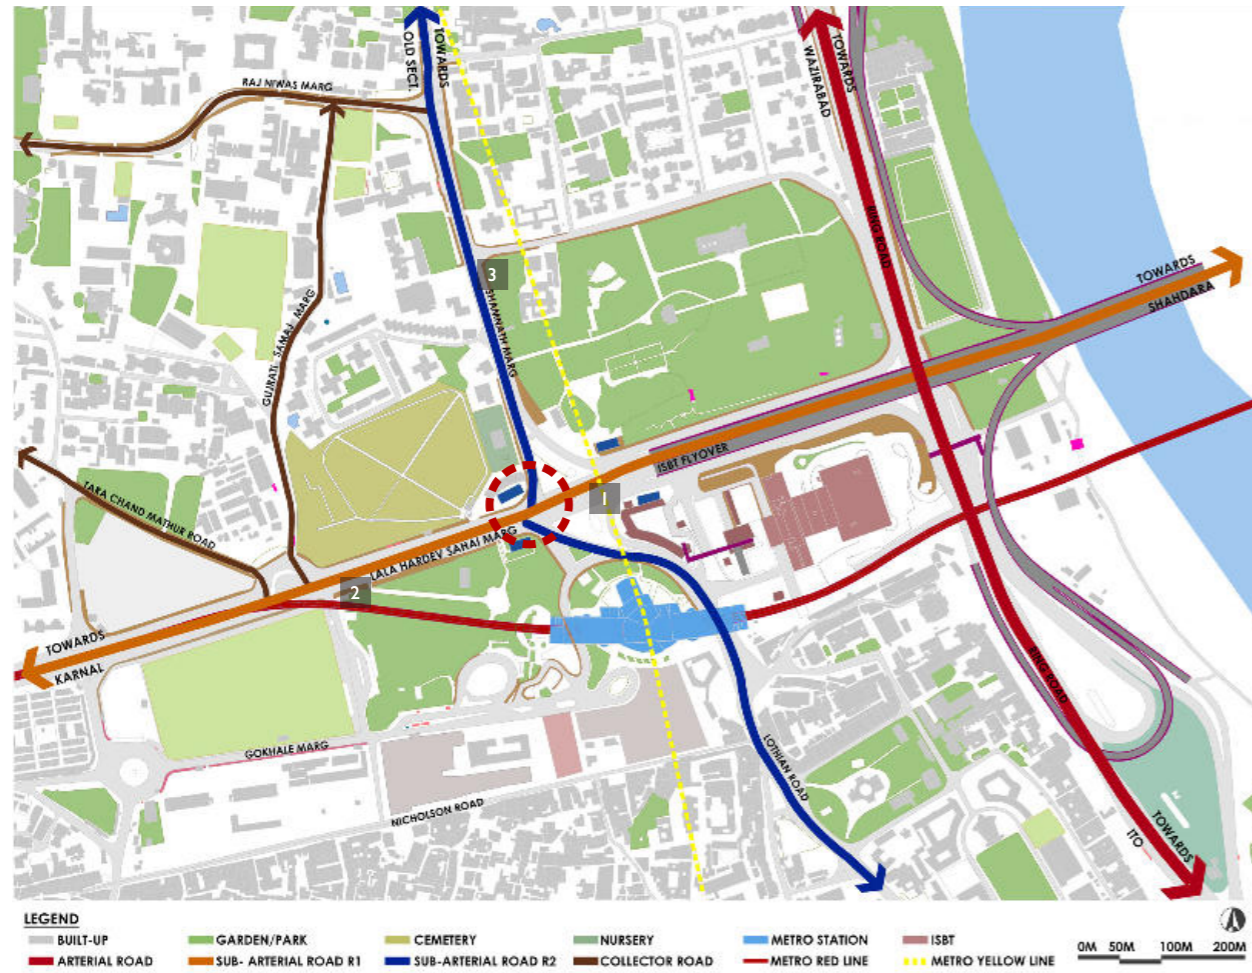 TOWARDS
OLD SECT.
TOWARDS
WAZIRABAD
RAJ NIWAS MARG
RING ROAD
TOWARDS
SHAHDARA
3
SHAMNATH MARG
GUJRATI SAMAJ MARG
ISBT FLYOVER
1
TARA CHAND MATHUR ROAD
LALA HARDEV SAHAI MARG
2
TOWARDS
KARNAL
RING ROAD
GOKHALE MARG
LOTHIAN ROAD
NICHOLSON ROAD
TOWARDS
ITO
LEGEND
BUILT-UP
GARDEN/PARK
CEMETERY
NURSERY
METRO STATION
ISBT
ARTERIAL ROAD
SUB- ARTERIAL ROAD R1
SUB-ARTERIAL ROAD R2
COLLECTOR ROAD
METRO RED LINE
METRO YELLOW LINE
0M 50M 100M 200M